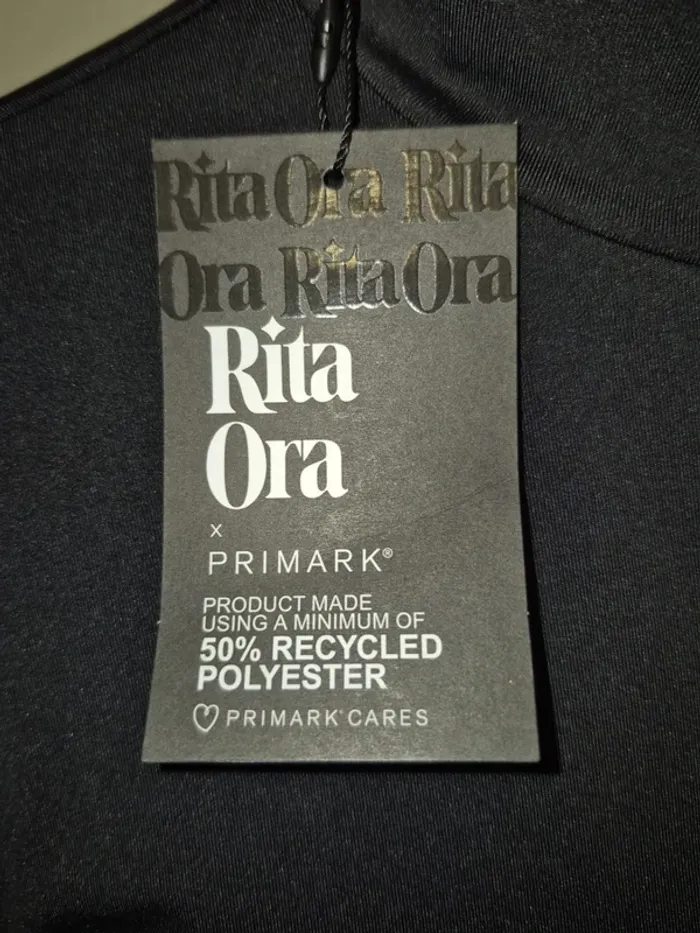 Rita Ora Rita
Ora Rita Ora
Rita
Ora
x
PRIMARK®
PRODUCT MADE
USING A MINIMUM OF
50% RECYCLED
POLYESTER
PRIMARK® CARES